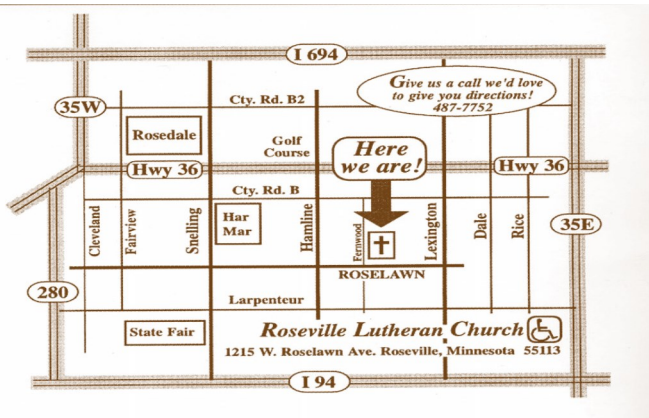 I 694
Give us a call we'd love
to give you directions!
487-7752
35W
Cty. Rd. B2
Rosedale
Golf
Course
Here
we are!
Hwy 36
Hwy 36
Cty. Rd. B
Cleveland
Fairview
Snelling
Har
Mar
Hamline
Fernwood
Lexington
Dale
Rice
35E
ROSELAWN
280
Larpenteur
State Fair
Roseville Lutheran Church
1215 W. Roselawn Ave. Roseville, Minnesota 55113
I 94